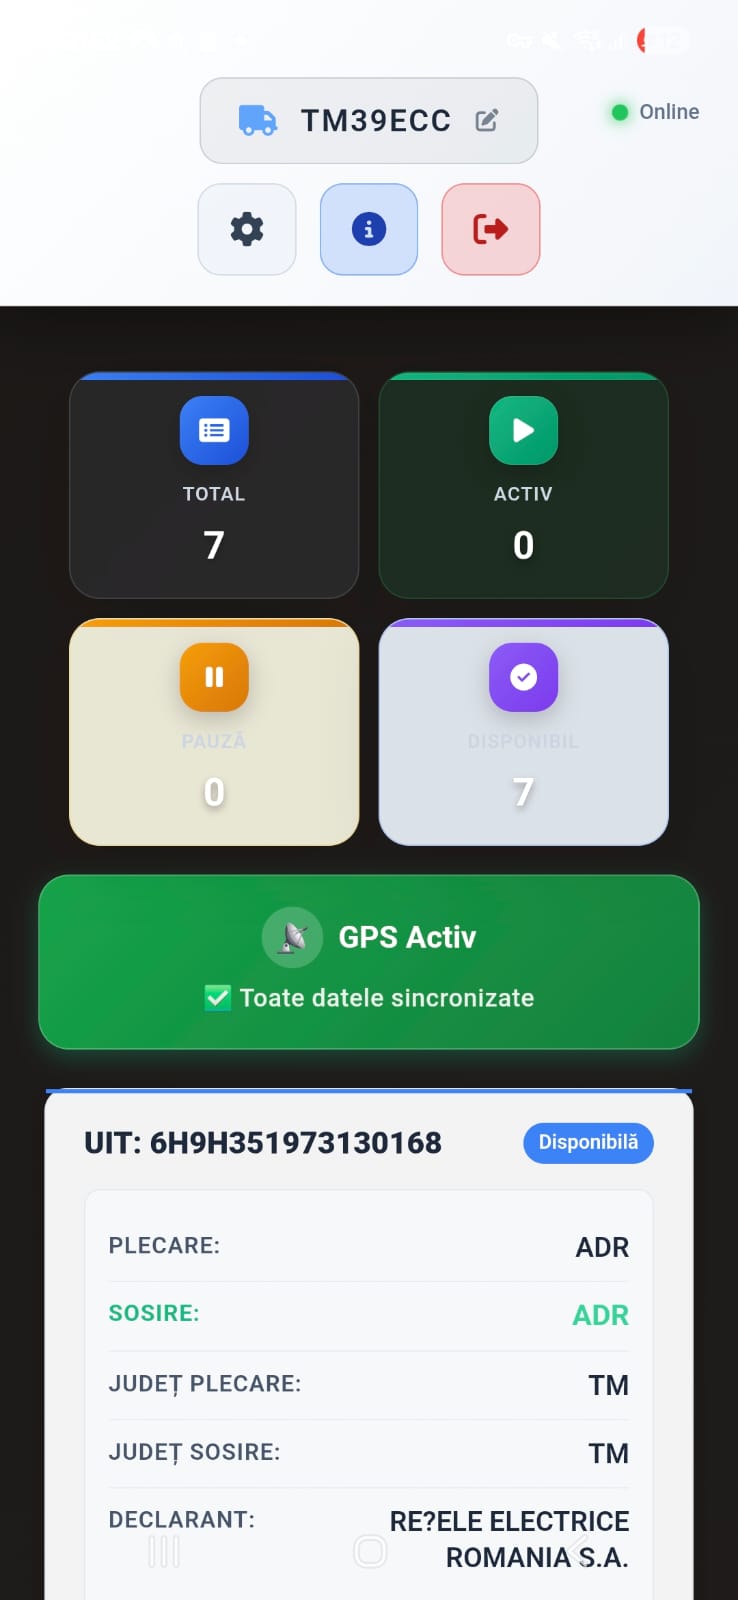 TM39ECC
Online
TOTAL
7
ACTIV
0
PAUZĂ
0
DISPONIBIL
7
GPS Activ
✅ Toate datele sincronizate
UIT: 6H9H351973130168
Disponibilă
PLECARE:
ADR
SOSIRE:
ADR
JUDEȚ PLECARE:
TM
JUDEȚ SOSIRE:
TM
DECLARANT:
RE?ELE ELECTRICE
ROMANIA S.A.